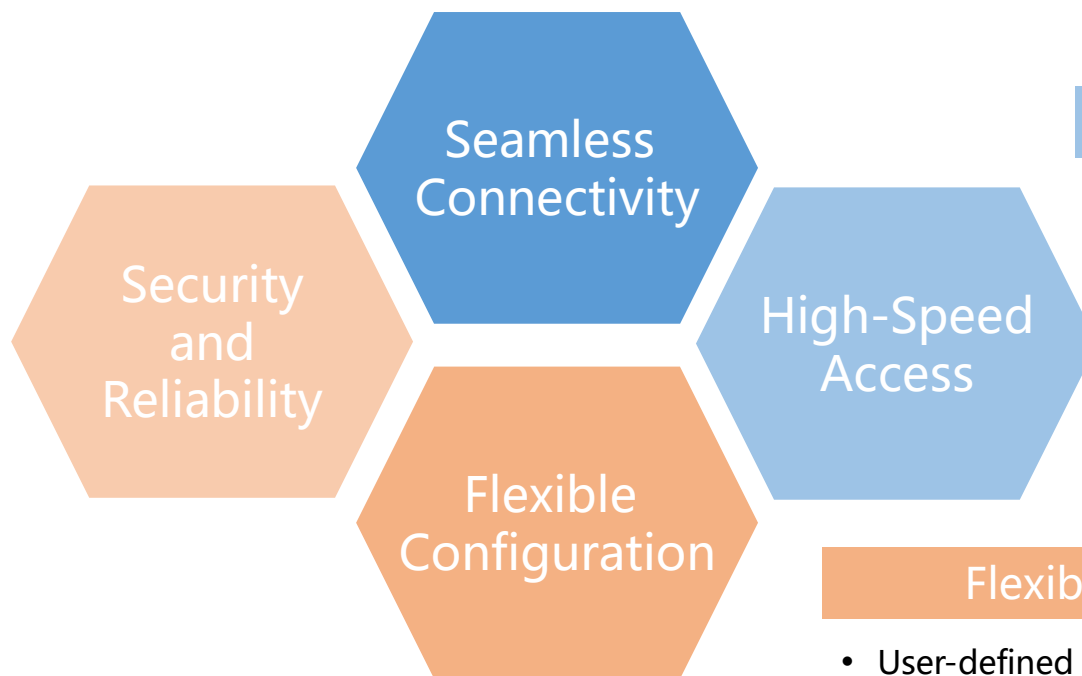 Seamless
Connectivity
Security
and
Reliability
High-Speed
Access
Flexible
Configuration
Flexib
• User-defined